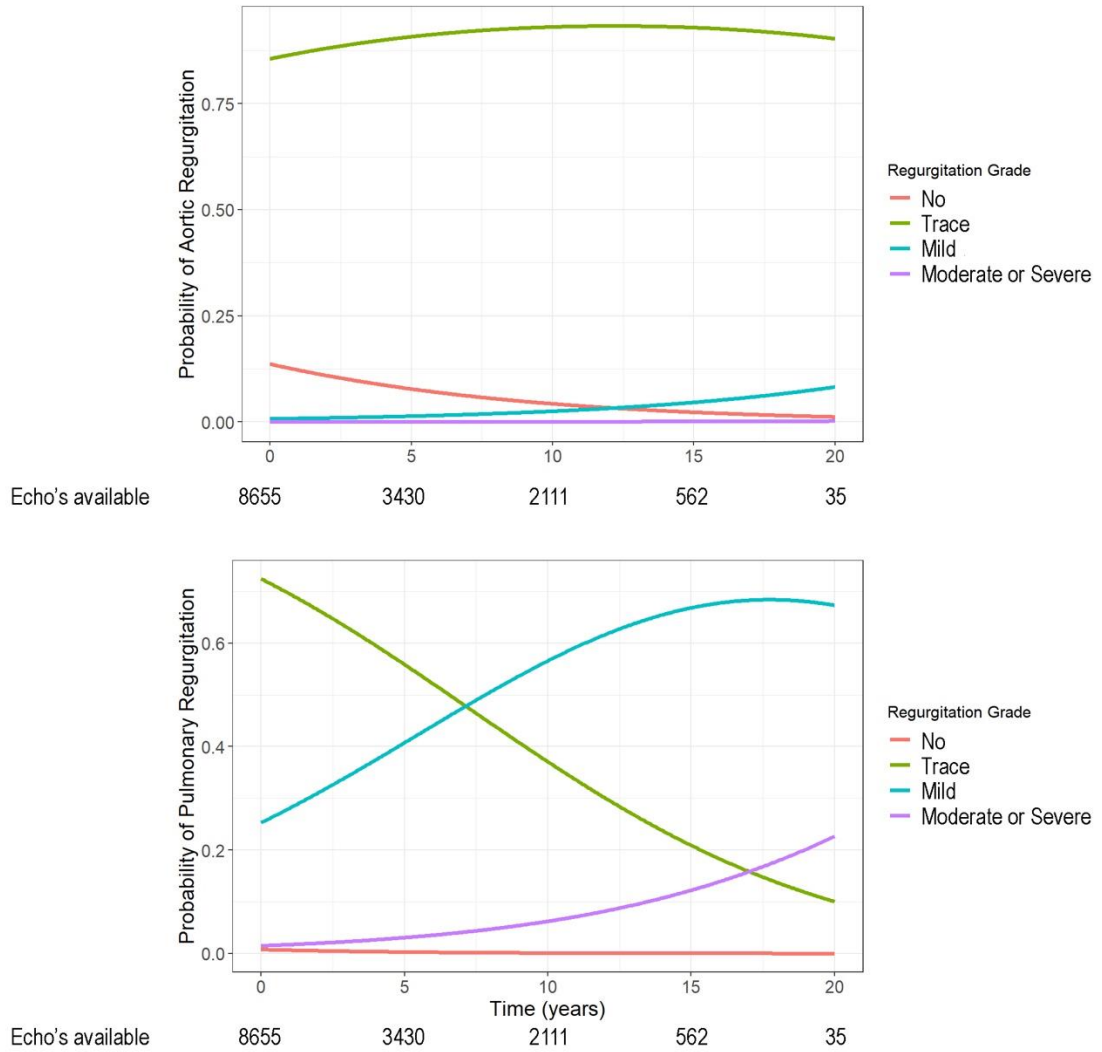 Probability of Aortic Regurgitation
0.75
0.50
0.25
0.00
0 5 10 15 20
Regurgitation Grade
No
Trace
Mild
Moderate or Severe
Echo's available 8655 3430 2111 562 35
Probability of Pulmonary Regurgitation
0.6
0.4
0.2
0.0
0 5 10 15 20
Time (years)
Regurgitation Grade
No
Trace
Mild
Moderate or Severe
Echo's available 8655 3430 2111 562 35